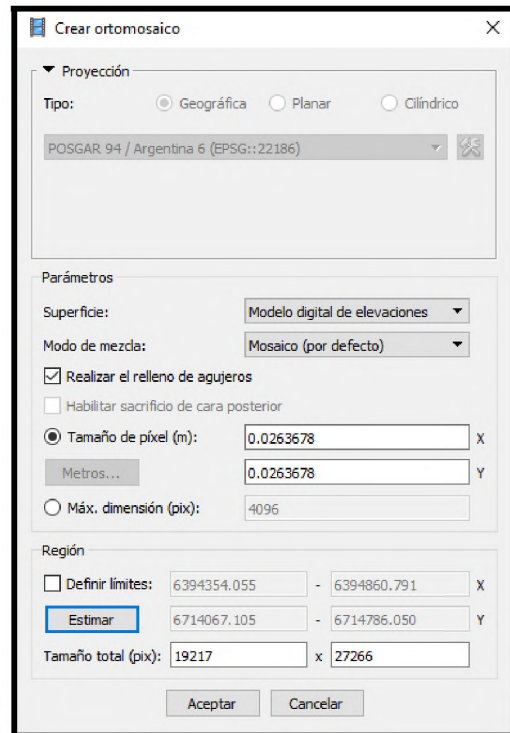 Crear ortomosaico
Proyección
Tipo: Geográfica Planar Cilíndrico
POSGAR 94 / Argentina 6 (EPSG::22186)
Parámetros
Superficie: Modelo digital de elevaciones
Modo de mezcla: Mosaico (por defecto)
Realizar el relleno de agujeros
Habilitar sacrificio de cara posterior
Tamaño de píxel (m): 0.0263678 X
Metros... 0.0263678 Y
Máx. dimensión (pix): 4096
Región
Definir límites: 6394354.055 - 6394860.791 X
Estimar 6714067.105 - 6714786.050 Y
Tamaño total (pix): 19217 x 27266
Aceptar Cancelar